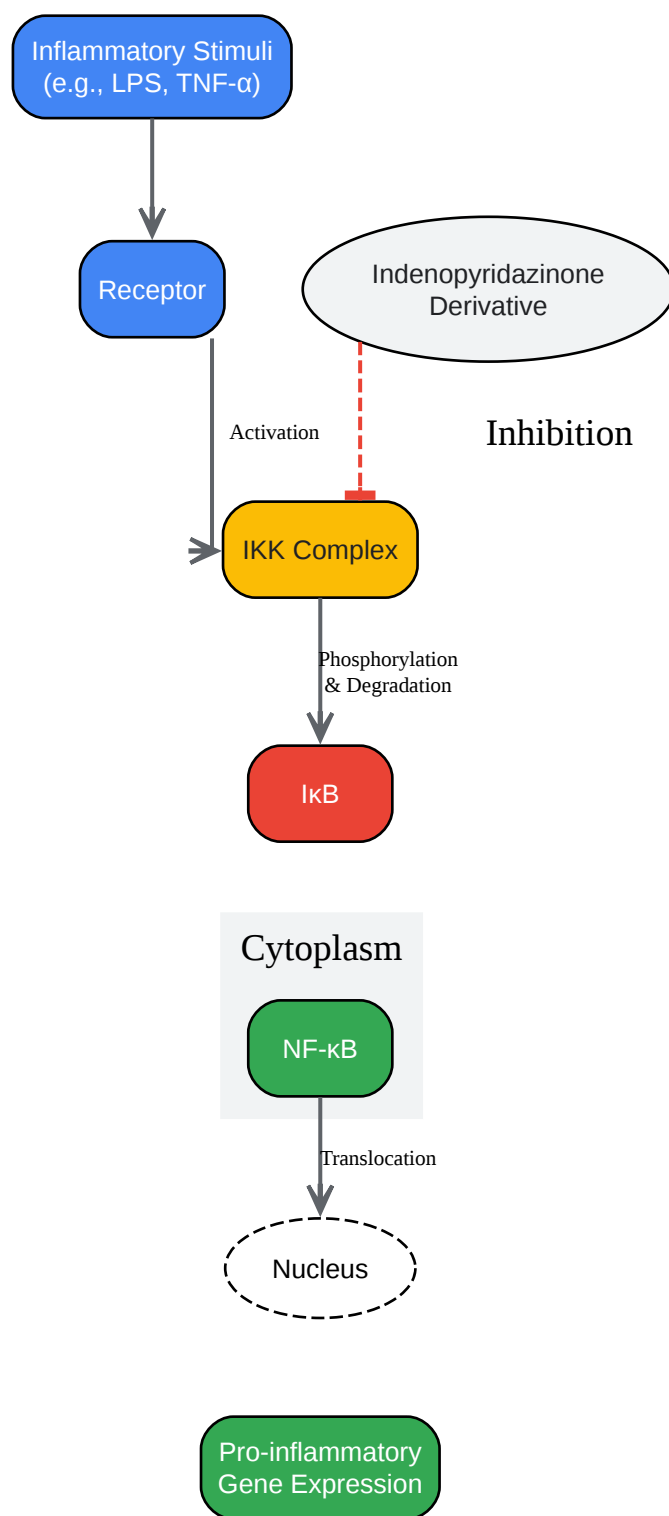 Inflammatory Stimuli
(e.g., LPS, TNF-α)
Receptor
Indenopyridazinone
Derivative
Activation
Inhibition
IKK Complex
Phosphorylation
& Degradation
IκB
Cytoplasm
NF-κB
Translocation
Nucleus
Pro-inflammatory
Gene Expression